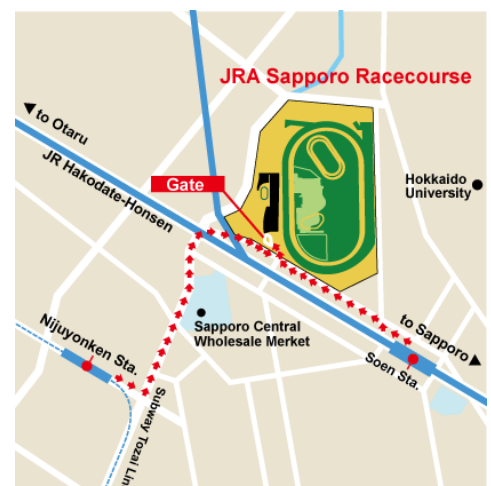 JRA Sapporo Racecourse
to Otaru
JR Hakodate-Honsen
Gate
Hokkaido
University
to Sapporo
Sapporo Central
Wholesale Merket
Soen Sta.
Nijuyonken Sta.
Subway Tozai Lin